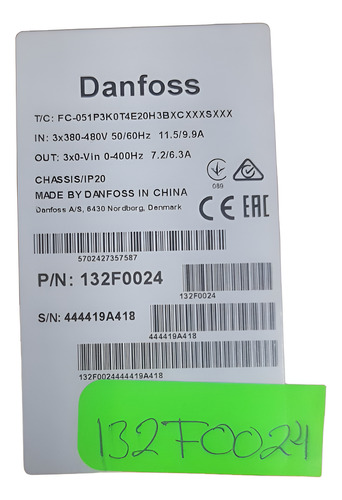 Danfoss
T/C: FC-051P3K0T4E20H3BXCXXXSXXX
IN: 3x380-480V 50/60Hz 11.5/9.9A
OUT: 3x0-Vin 0-400Hz 7.2/6.3A
CHASSIS/IP20
MADE BY DANFOSS IN CHINA
Danfoss A/S, 6430 Nordborg, Denmark
089
CE EAC
5702427357587
P/N: 132F0024
132F0024
S/N: 444419A418
444419A418
132F0024444419A418
132F0024